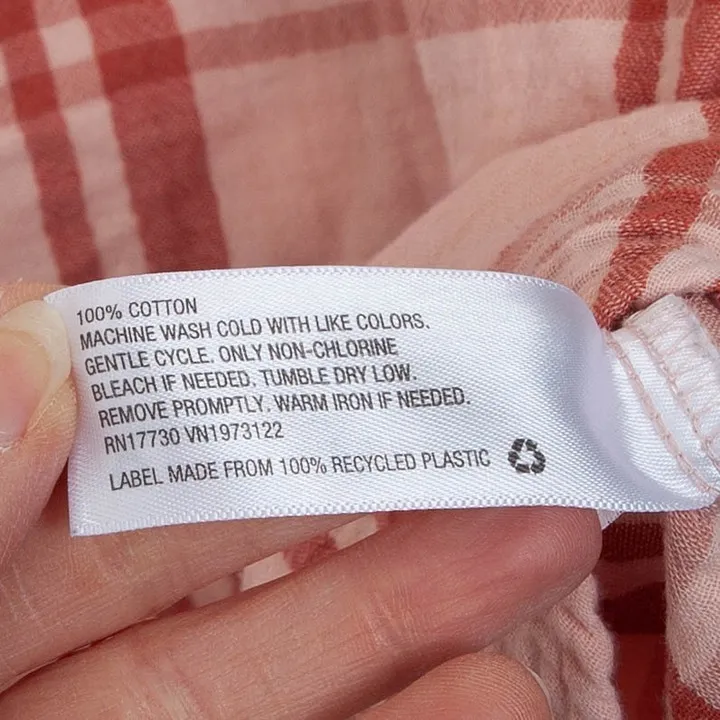 100% COTTON
MACHINE WASH COLD WITH LIKE COLORS.
GENTLE CYCLE. ONLY NON-CHLORINE
BLEACH IF NEEDED. TUMBLE DRY LOW.
REMOVE PROMPTLY. WARM IRON IF NEEDED.
RN17730 VN1973122
LABEL MADE FROM 100% RECYCLED PLASTIC